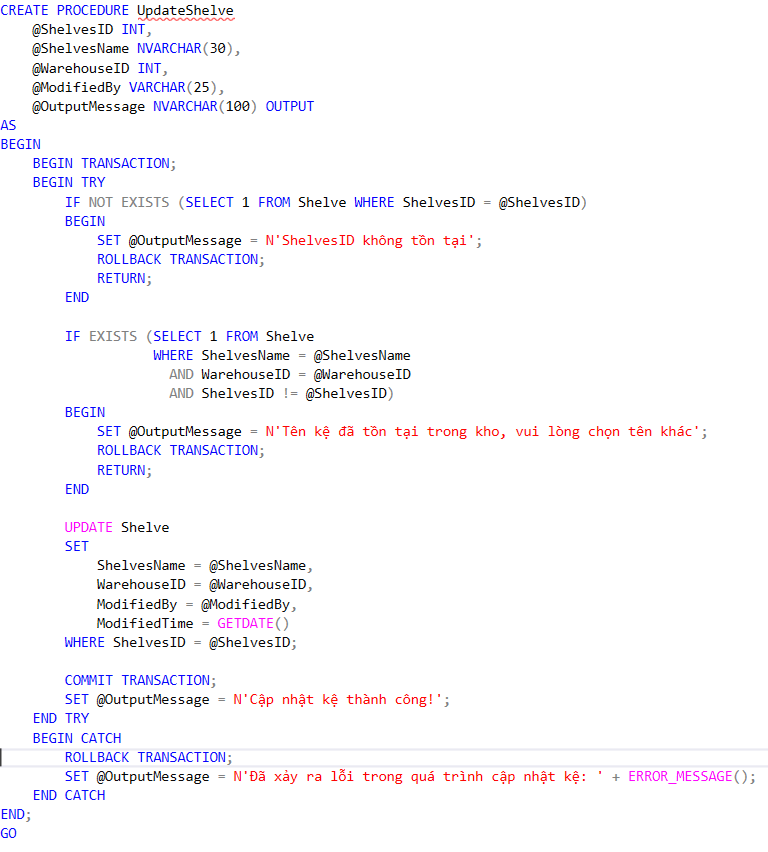 CREATE PROCEDURE UpdateShelve
    @ShelvesID INT,
    @ShelvesName NVARCHAR(30),
    @WarehouseID INT,
    @ModifiedBy VARCHAR(25),
    @OutputMessage NVARCHAR(100) OUTPUT
AS
BEGIN
    BEGIN TRANSACTION;
    BEGIN TRY
        IF NOT EXISTS (SELECT 1 FROM Shelve WHERE ShelvesID = @ShelvesID)
        BEGIN
            SET @OutputMessage = N'ShelvesID không tồn tại';
            ROLLBACK TRANSACTION;
            RETURN;
        END

        IF EXISTS (SELECT 1 FROM Shelve
                   WHERE ShelvesName = @ShelvesName
                     AND WarehouseID = @WarehouseID
                     AND ShelvesID != @ShelvesID)
        BEGIN
            SET @OutputMessage = N'Tên kệ đã tồn tại trong kho, vui lòng chọn tên khác';
            ROLLBACK TRANSACTION;
            RETURN;
        END

        UPDATE Shelve
        SET
            ShelvesName = @ShelvesName,
            WarehouseID = @WarehouseID,
            ModifiedBy = @ModifiedBy,
            ModifiedTime = GETDATE()
        WHERE ShelvesID = @ShelvesID;

        COMMIT TRANSACTION;
        SET @OutputMessage = N'Cập nhật kệ thành công!';
    END TRY
    BEGIN CATCH
        ROLLBACK TRANSACTION;
        SET @OutputMessage = N'Đã xảy ra lỗi trong quá trình cập nhật kệ: ' + ERROR_MESSAGE();
    END CATCH
END;
GO